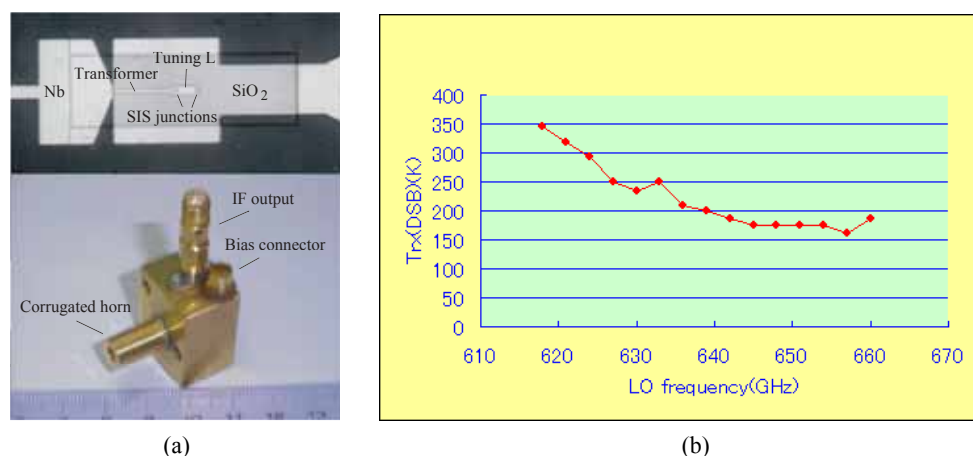 Tuning L
Transformer
Nb
SiO2
SIS junctions
IF output
Bias connector
Corrugated horn
(a)
400
350
300
250
200
150
100
50
0
Trx(DSB)(K)
610 620 630 640 650 660 670
LO frequency(GHz)
(b)